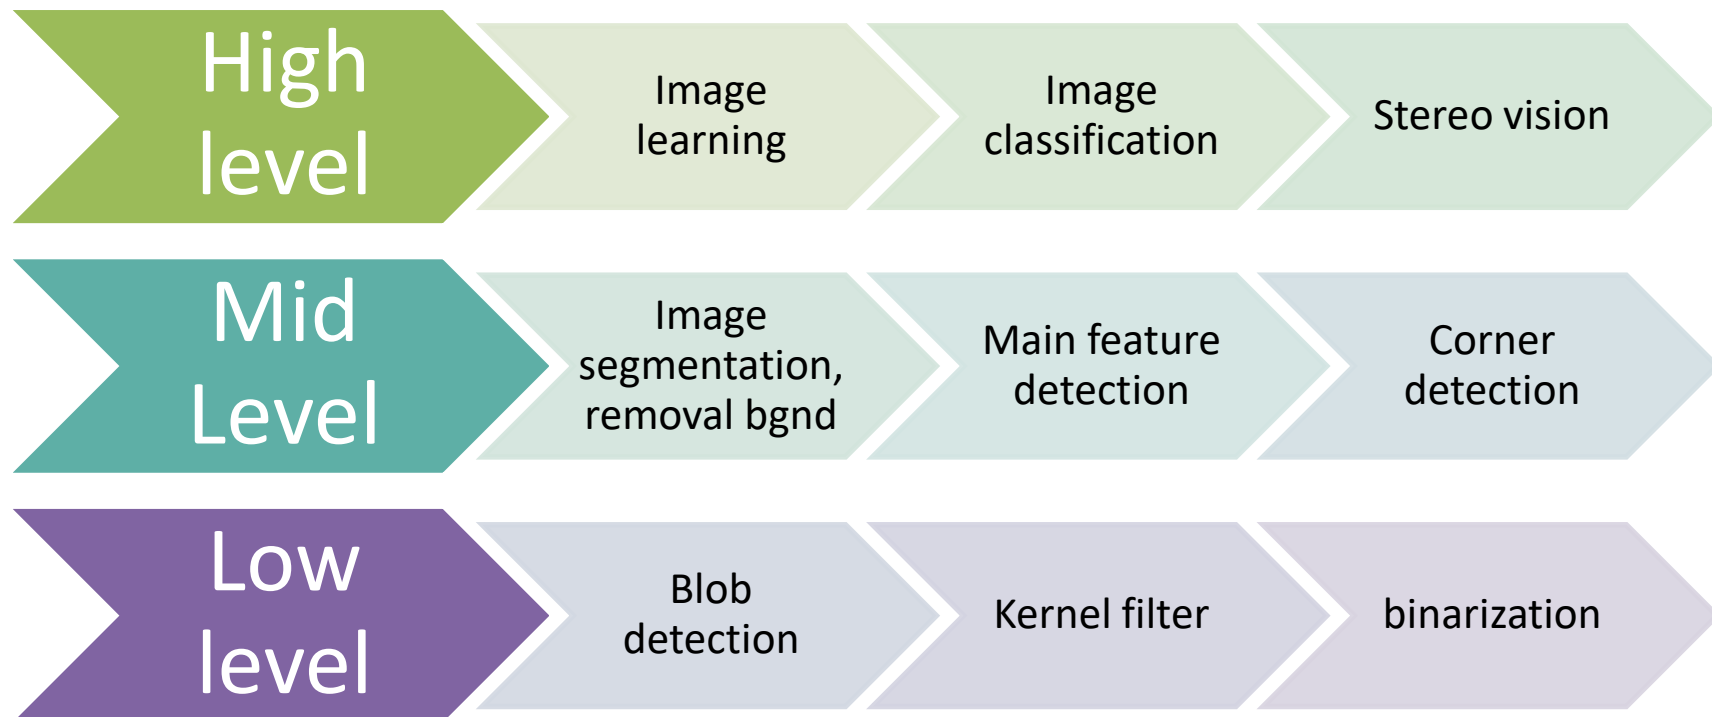 High
level
Image
learning
Image
classification
Stereo vision
Mid
Level
Image
segmentation,
removal bgnd
Main feature
detection
Corner
detection
Low
level
Blob
detection
Kernel filter
binarization